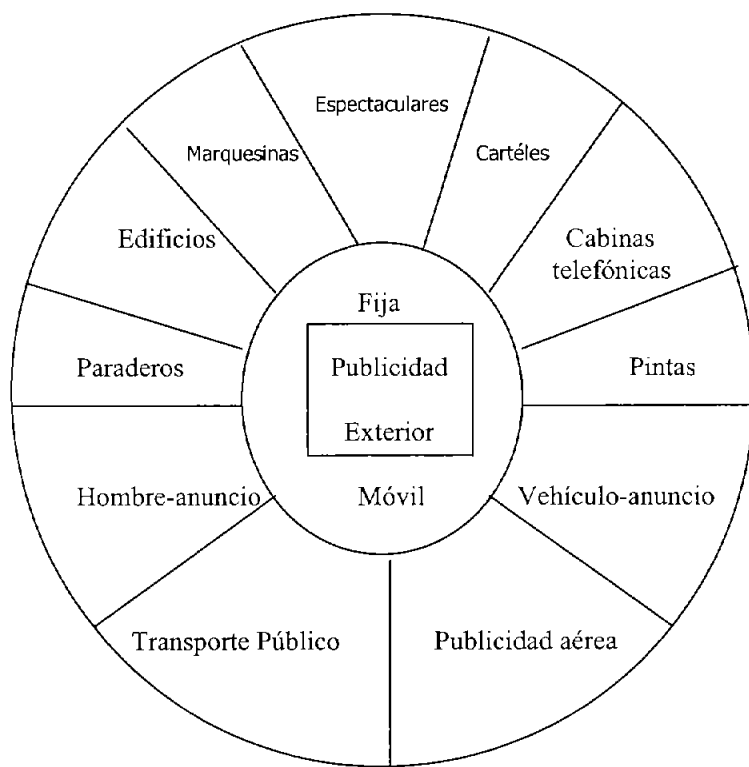 Espectaculares
Marquesinas
Cartéles
Edificios
Cabinas
telefónicas
Fija
Paraderos
Publicidad
Pintas
Exterior
Hombre-anuncio
Móvil
Vehículo-anuncio
Transporte Público
Publicidad aérea